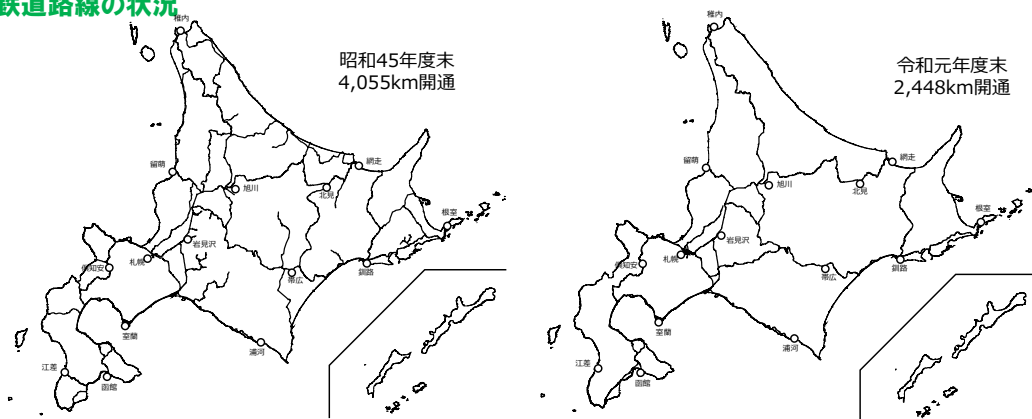 鉄道路線の状況
昭和45年度末
4,055km開通
稚内
留萌
旭川
北見
網走
根室
岩見沢
札幌
倶知安
帯広
釧路
室蘭
浦河
江差
函館
令和元年度末
2,448km開通
稚内
留萌
旭川
北見
網走
根室
岩見沢
札幌
倶知安
帯広
釧路
室蘭
浦河
江差
函館